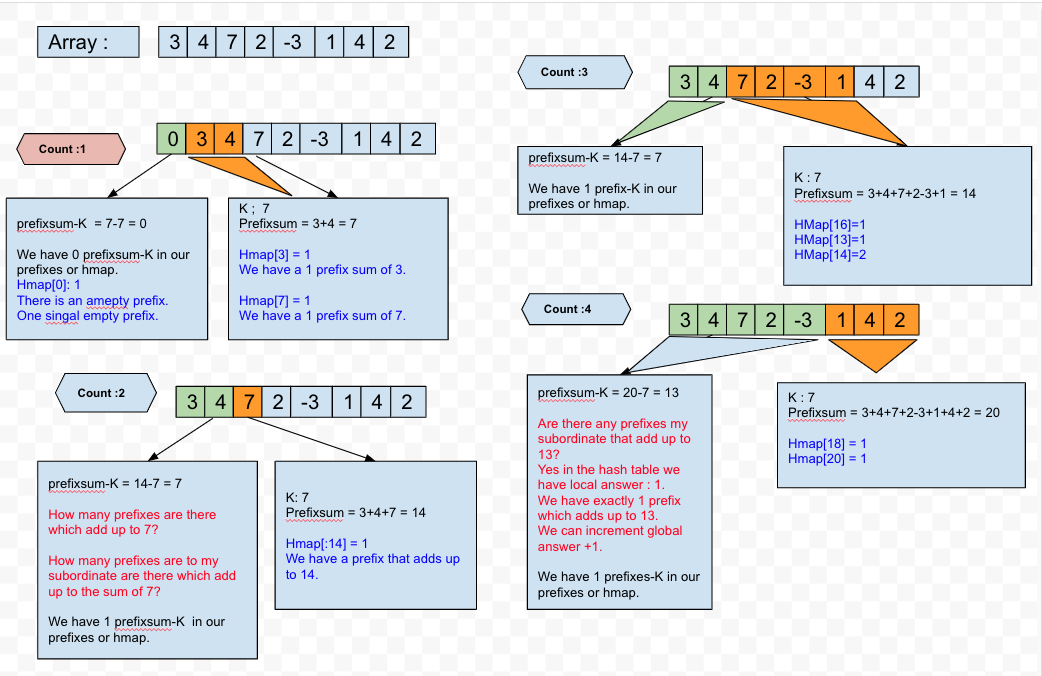 Array :
3 4 7 2 -3 1 4 2
Count :1
0 3 4 7 2 -3 1 4 2
prefixsum-K  = 7-7 = 0
We have 0 prefixsum-K in our
prefixes or hmap.
Hmap[0]: 1
There is an amepty prefix.
One singal empty prefix.
K ;  7
Prefixsum = 3+4 = 7
Hmap[3] = 1
We have a 1 prefix sum of 3.
Hmap[7] = 1
We have a 1 prefix sum of 7.
Count :2
3 4 7 2 -3 1 4 2
prefixsum-K = 14-7 = 7
How many prefixes are there
which add up to 7?
How many prefixes are to my
subordinate are there which add
up to the sum of 7?
We have 1 prefixsum-K  in our
prefixes or hmap.
K: 7
Prefixsum = 3+4+7 = 14
Hmap[:14] = 1
We have a prefix that adds up
to 14.
Count :3
3 4 7 2 -3 1 4 2
prefixsum-K = 14-7 = 7
We have 1 prefix-K in our
prefixes or hmap.
K : 7
Prefixsum = 3+4+7+2-3+1 = 14
HMap[16]=1
HMap[13]=1
HMap[14]=2
Count :4
3 4 7 2 -3 1 4 2
prefixsum-K = 20-7 = 13
Are there any prefixes my
subordinate that add up to
13?
Yes in the hash table we
have local answer : 1.
We have exactly 1 prefix
which adds up to 13.
We can increment global
answer +1.
We have 1 prefixes-K in our
prefixes or hmap.
K : 7
Prefixsum = 3+4+7+2-3+1+4+2 = 20
Hmap[18] = 1
Hmap[20] = 1